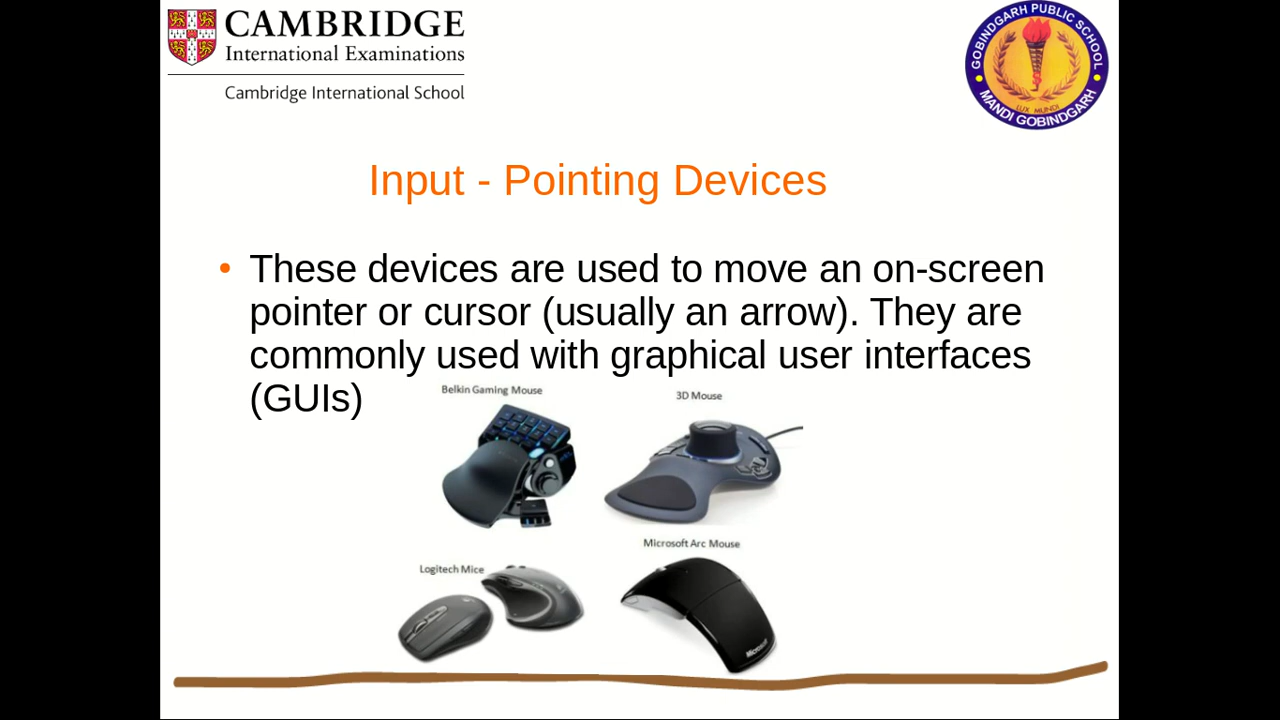 CAMBRIDGE
International Examinations
Cambridge International School
GOBINDGARH PUBLIC SCHOOL
LUX MUNDI
MANDI GOBINDGARH
Input - Pointing Devices
• These devices are used to move an on-screen
pointer or cursor (usually an arrow). They are
commonly used with graphical user interfaces
(GUIs)
Belkin Gaming Mouse
3D Mouse
Logitech Mice
Microsoft Arc Mouse
Microsoft